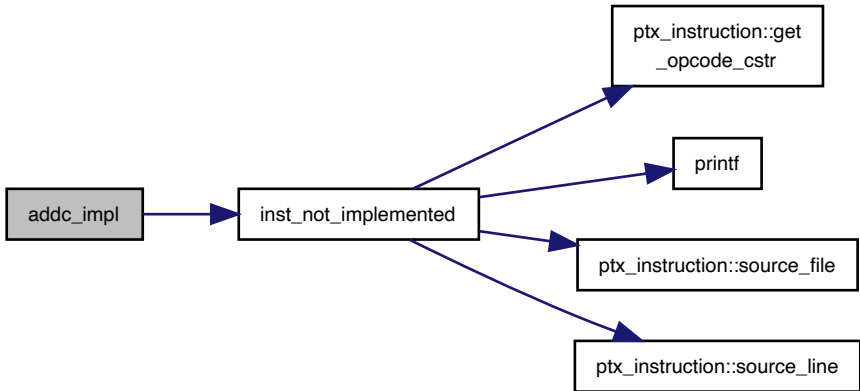 addc_impl
inst_not_implemented
ptx_instruction::get
_opcode_cstr
printf
ptx_instruction::source_file
ptx_instruction::source_line